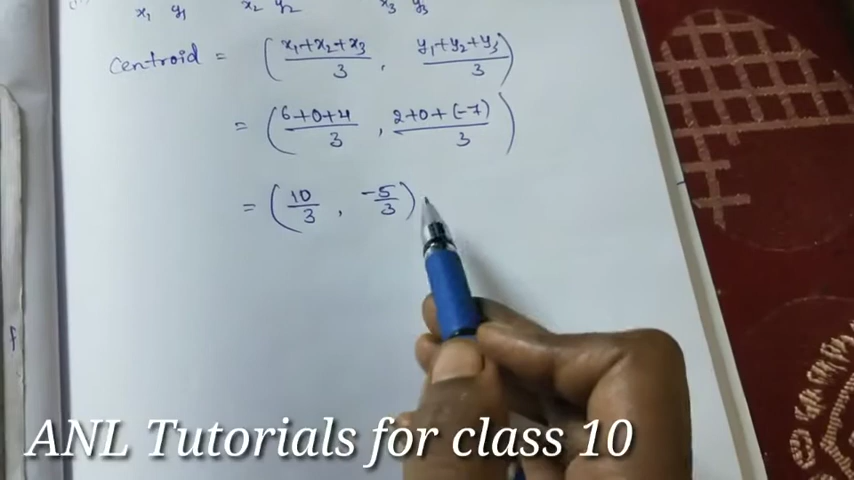 x₁ y₁ x₂ y₂ x₃ y₃
Centroid = (x₁+x₂+x₃/3, y₁+y₂+y₃/3)
= (6+0+4/3, 2+0+(-7)/3)
= (10/3, -5/3)
ANL Tutorials for class 10